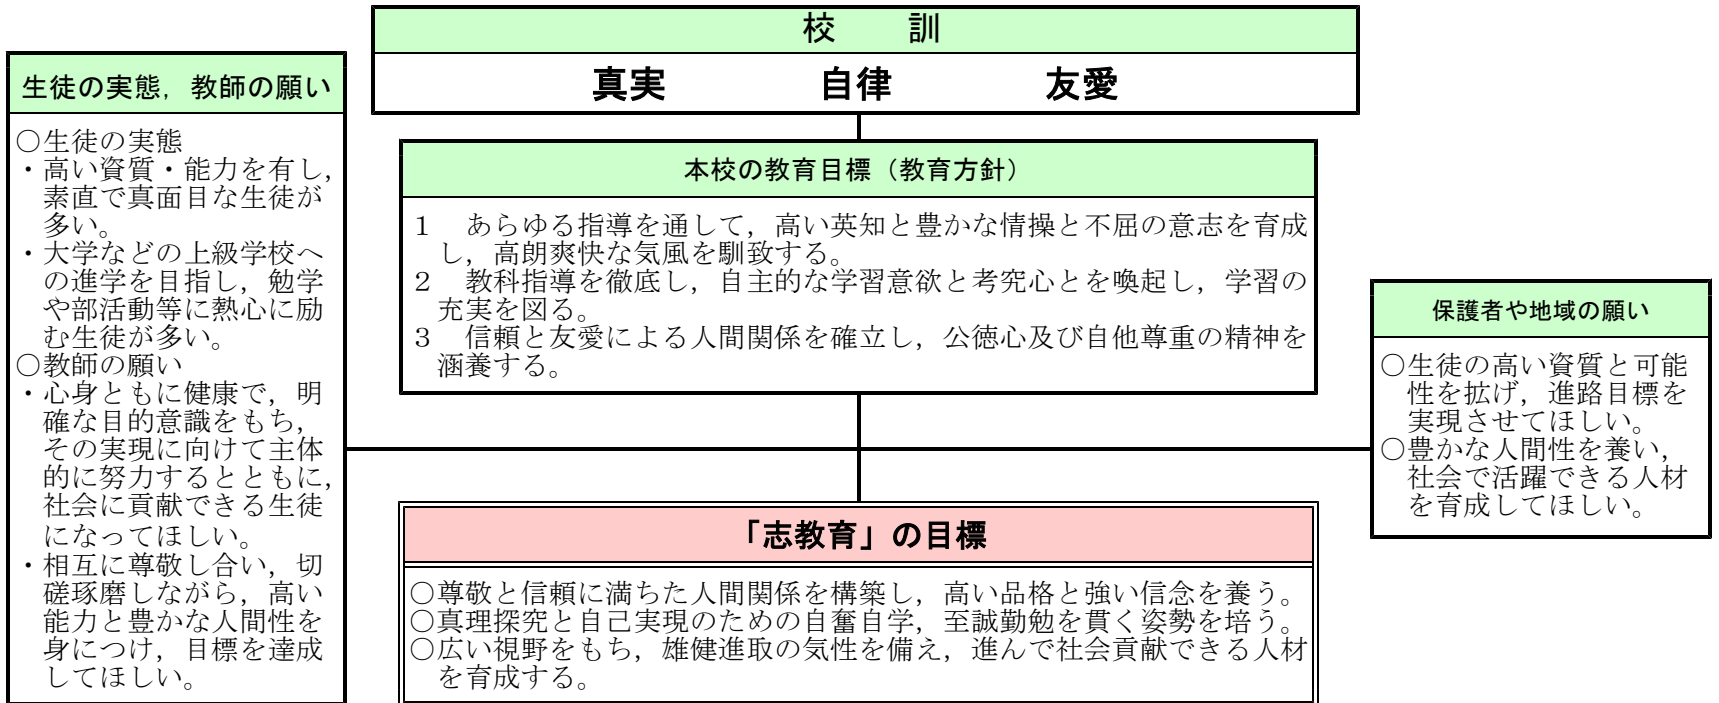 校　訓
真実　自律　友愛
生徒の実態，教師の願い
○生徒の実態
・高い資質・能力を有し，
素直で真面目な生徒が
多い。
・大学などの上級学校へ
の進学を目指し，勉学
や部活動等に熱心に励
む生徒が多い。
○教師の願い
・心身ともに健康で，明
確な目的意識をもち，
その実現に向けて主体
的に努力するとともに，
社会に貢献できる生徒
になってほしい。
・相互に尊敬し合い，切
磋琢磨しながら，高い
能力と豊かな人間性を
身につけ，目標を達成
してほしい。
本校の教育目標（教育方針）
１　あらゆる指導を通して，高い英知と豊かな情操と不屈の意志を育成
し，高朗爽快な気風を馴致する。
２　教科指導を徹底し，自主的な学習意欲と考究心とを喚起し，学習の
充実を図る。
３　信頼と友愛による人間関係を確立し，公徳心及び自他尊重の精神を
涵養する。
保護者や地域の願い
○生徒の高い資質と可能
性を拡げ，進路目標を
実現させてほしい。
○豊かな人間性を養い，
社会で活躍できる人材
を育成してほしい。
「志教育」の目標
○尊敬と信頼に満ちた人間関係を構築し，高い品格と強い信念を養う。
○真理探究と自己実現のための自奮自学，至誠勤勉を貫く姿勢を培う。
○広い視野をもち，雄健進取の気性を備え，進んで社会貢献できる人材
を育成する。